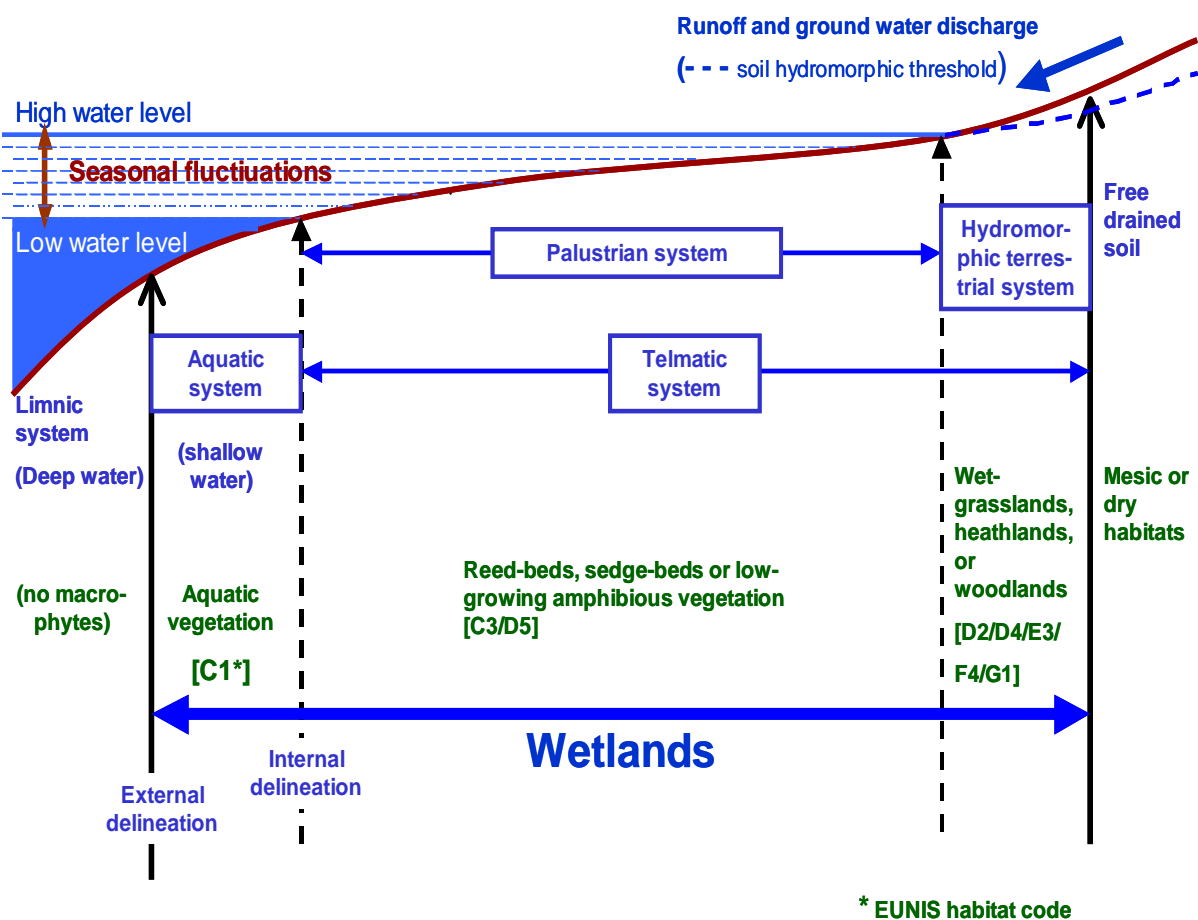 Runoff and ground water discharge
(- - - soil hydromorphic threshold)
High water level
Seasonal fluctiuations
Low water level
Free
drained
soil
Palustrian system
Hydromor-
phic terres-
trial system
Aquatic
system
Telmatic
system
Limnic
system
(Deep water)
(shallow
water)
Wet-
grasslands,
heathlands,
or
woodlands
[D2/D4/E3/
F4/G1]
Mesic or
dry
habitats
(no macro-
phytes)
Aquatic
vegetation
[C1*]
Reed-beds, sedge-beds or low-
growing amphibious vegetation
[C3/D5]
Wetlands
Internal
delineation
External
delineation
* EUNIS habitat code